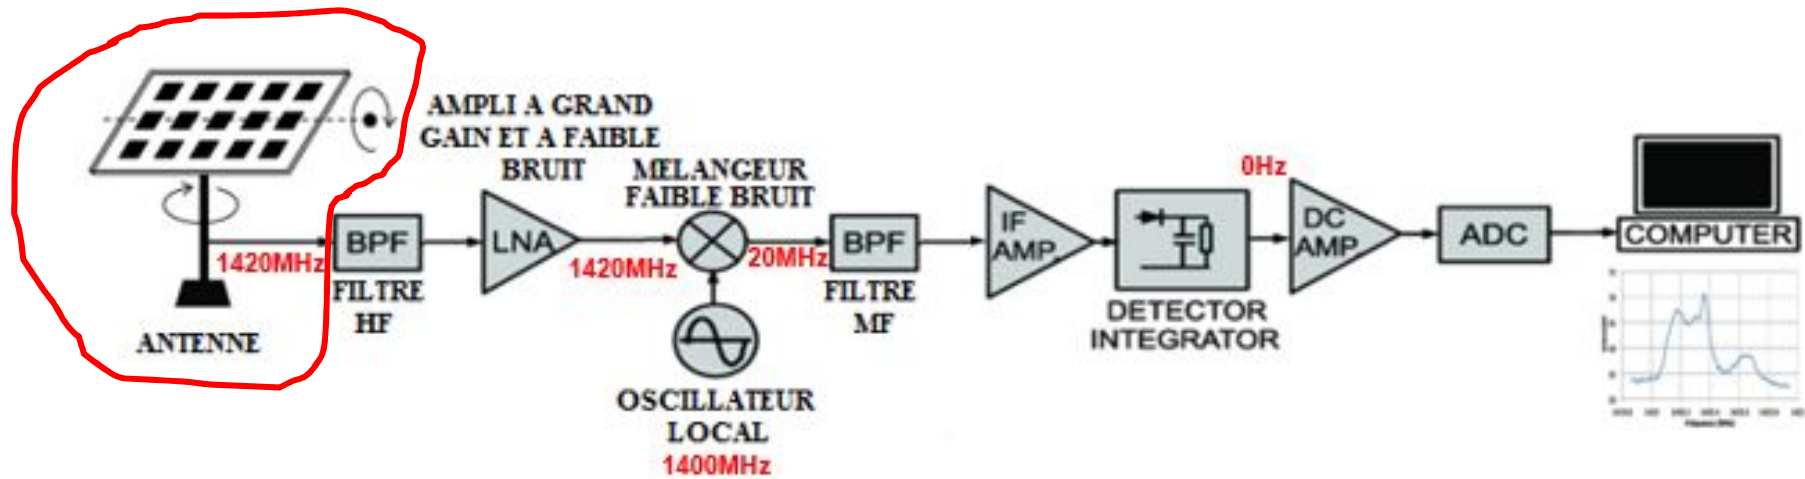 AMPLI A GRAND
GAIN ET A FAIBLE
BRUIT
MELANGEUR
FAIBLE BRUIT
0Hz
BPF
LNA
BPF
IF
AMP.
DC
AMP
ADC
COMPUTER
1420MHz
1420MHz
20MHz
FILTRE
HF
FILTRE
MF
DETECTOR
INTEGRATOR
ANTENNE
OSCILLATEUR
LOCAL
1400MHz